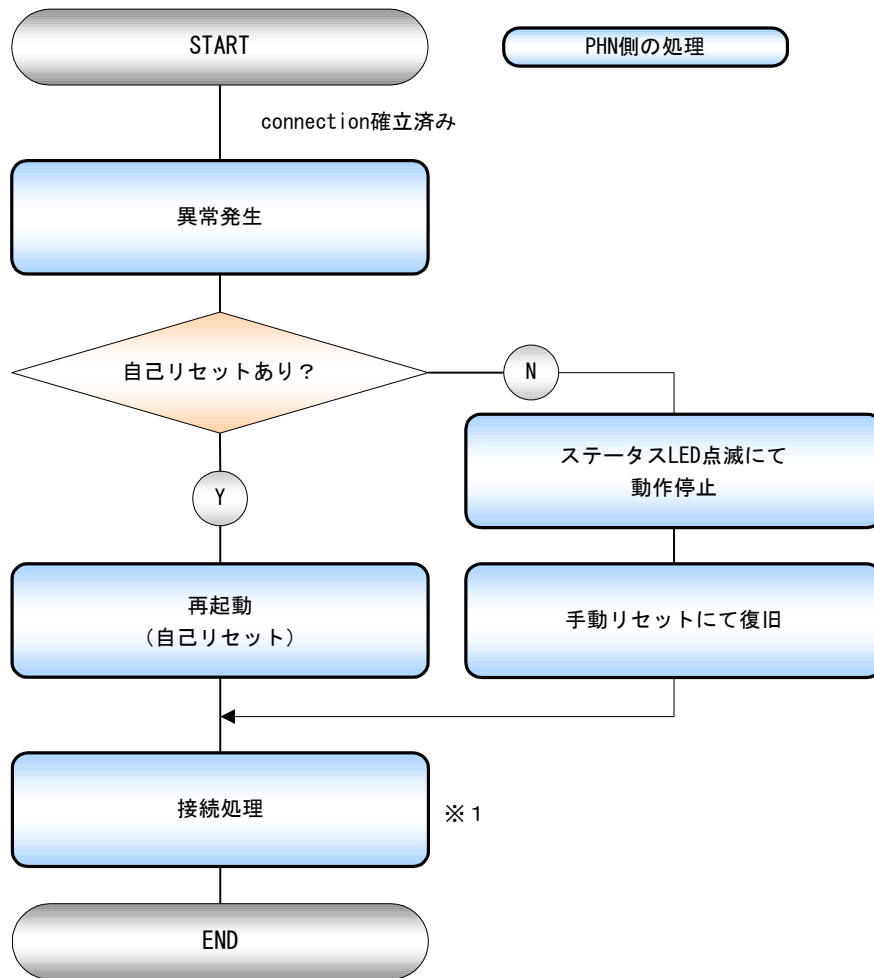 START
PHN側の処理
connection確立済み
異常発生
自己リセットあり？
N
ステータスLED点滅にて
動作停止
Y
再起動
（自己リセット）
手動リセットにて復旧
接続処理
※１
END